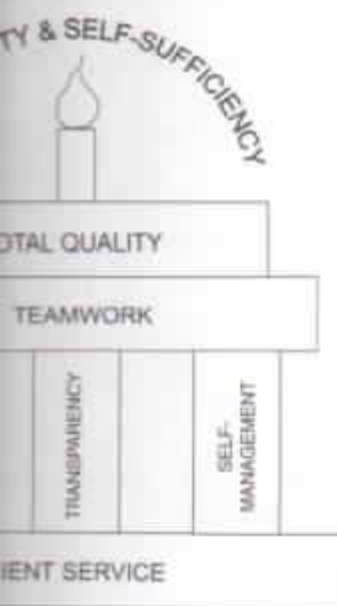 TY & SELF-SUFFICIENCY
OTAL QUALITY
TEAMWORK
TRANSPARENCY
SELF-
MANAGEMENT
IENT SERVICE